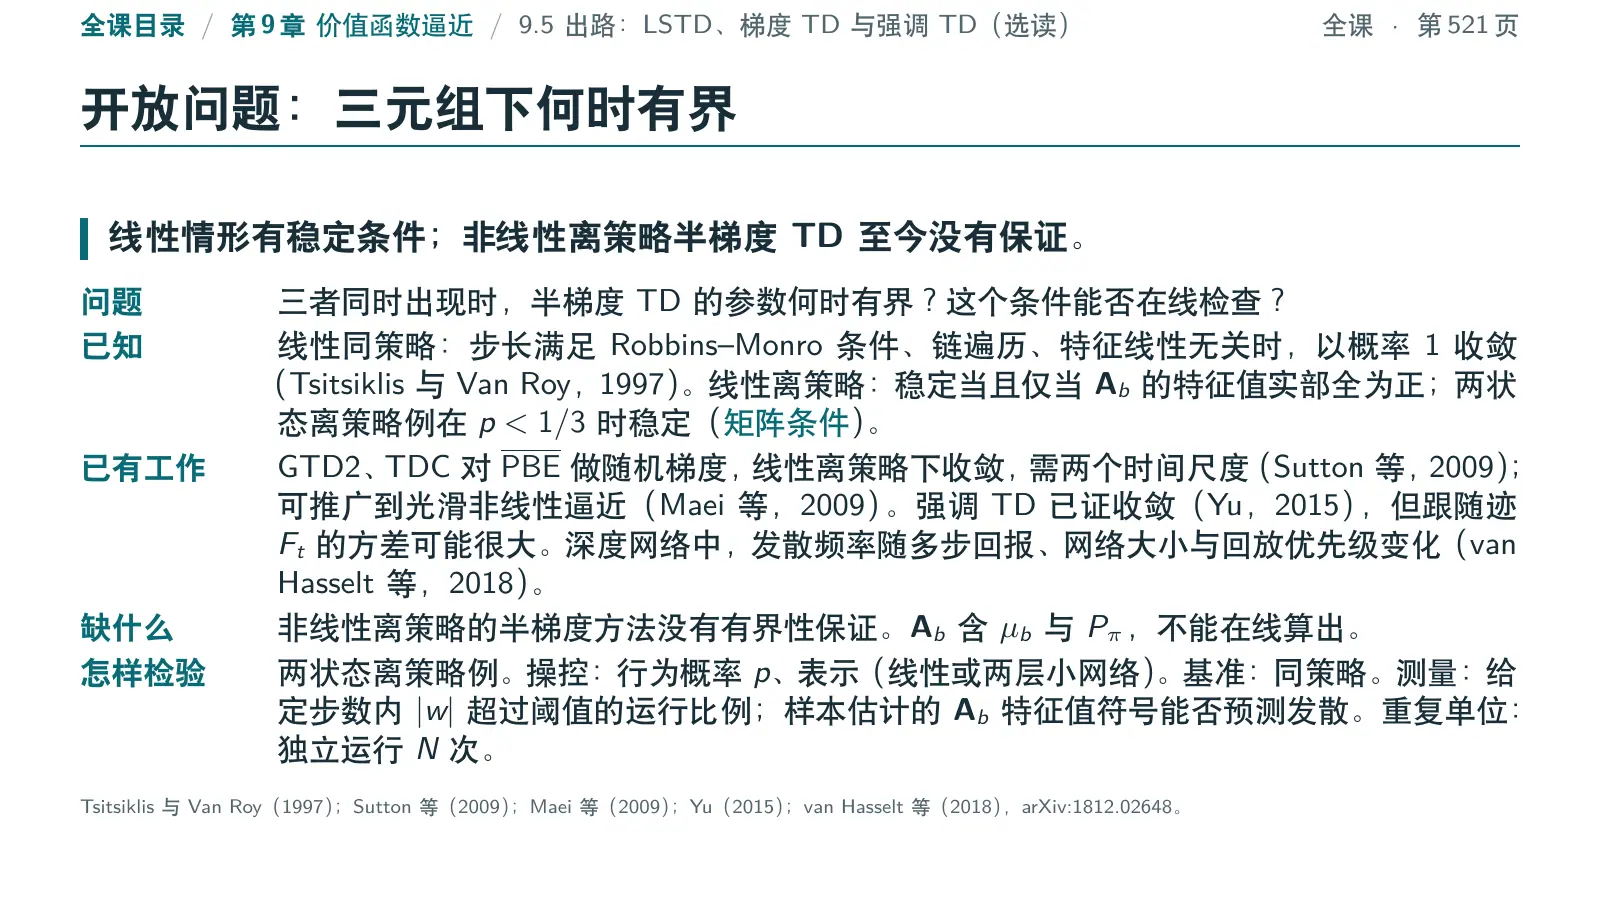 全课目录 / 第 9 章 价值函数逼近 / 9.5 出路：LSTD、梯度 TD 与强调 TD（选读） 全课 · 第 521 页
开放问题：三元组下何时有界
线性情形有稳定条件；非线性离策略半梯度 TD 至今没有保证。
问题 三者同时出现时，半梯度 TD 的参数何时有界？这个条件能否在线检查？
已知 线性同策略：步长满足 Robbins–Monro 条件、链遍历、特征线性无关时，以概率 1 收敛
（Tsitsiklis 与 Van Roy，1997）。线性离策略：稳定当且仅当 A_b 的特征值实部全为正；两状
态离策略例在 p < 1/3 时稳定（矩阵条件）。
已有工作 GTD2、TDC 对 \overline{PBE} 做随机梯度，线性离策略下收敛，需两个时间尺度（Sutton 等，2009）；
可推广到光滑非线性逼近（Maei 等，2009）。强调 TD 已证收敛（Yu，2015），但跟随迹
F_t 的方差可能很大。深度网络中，发散频率随多步回报、网络大小与回放优先级变化（van
Hasselt 等，2018）。
缺什么 非线性离策略的半梯度方法没有有界性保证。A_b 含 μ_b 与 P_π，不能在线算出。
怎样检验 两状态离策略例。操控：行为概率 p、表示（线性或两层小网络）。基准：同策略。测量：给
定步数内 |w| 超过阈值的运行比例；样本估计的 A_b 特征值符号能否预测发散。重复单位：
独立运行 N 次。
Tsitsiklis 与 Van Roy（1997）；Sutton 等（2009）；Maei 等（2009）；Yu（2015）；van Hasselt 等（2018），arXiv:1812.02648。